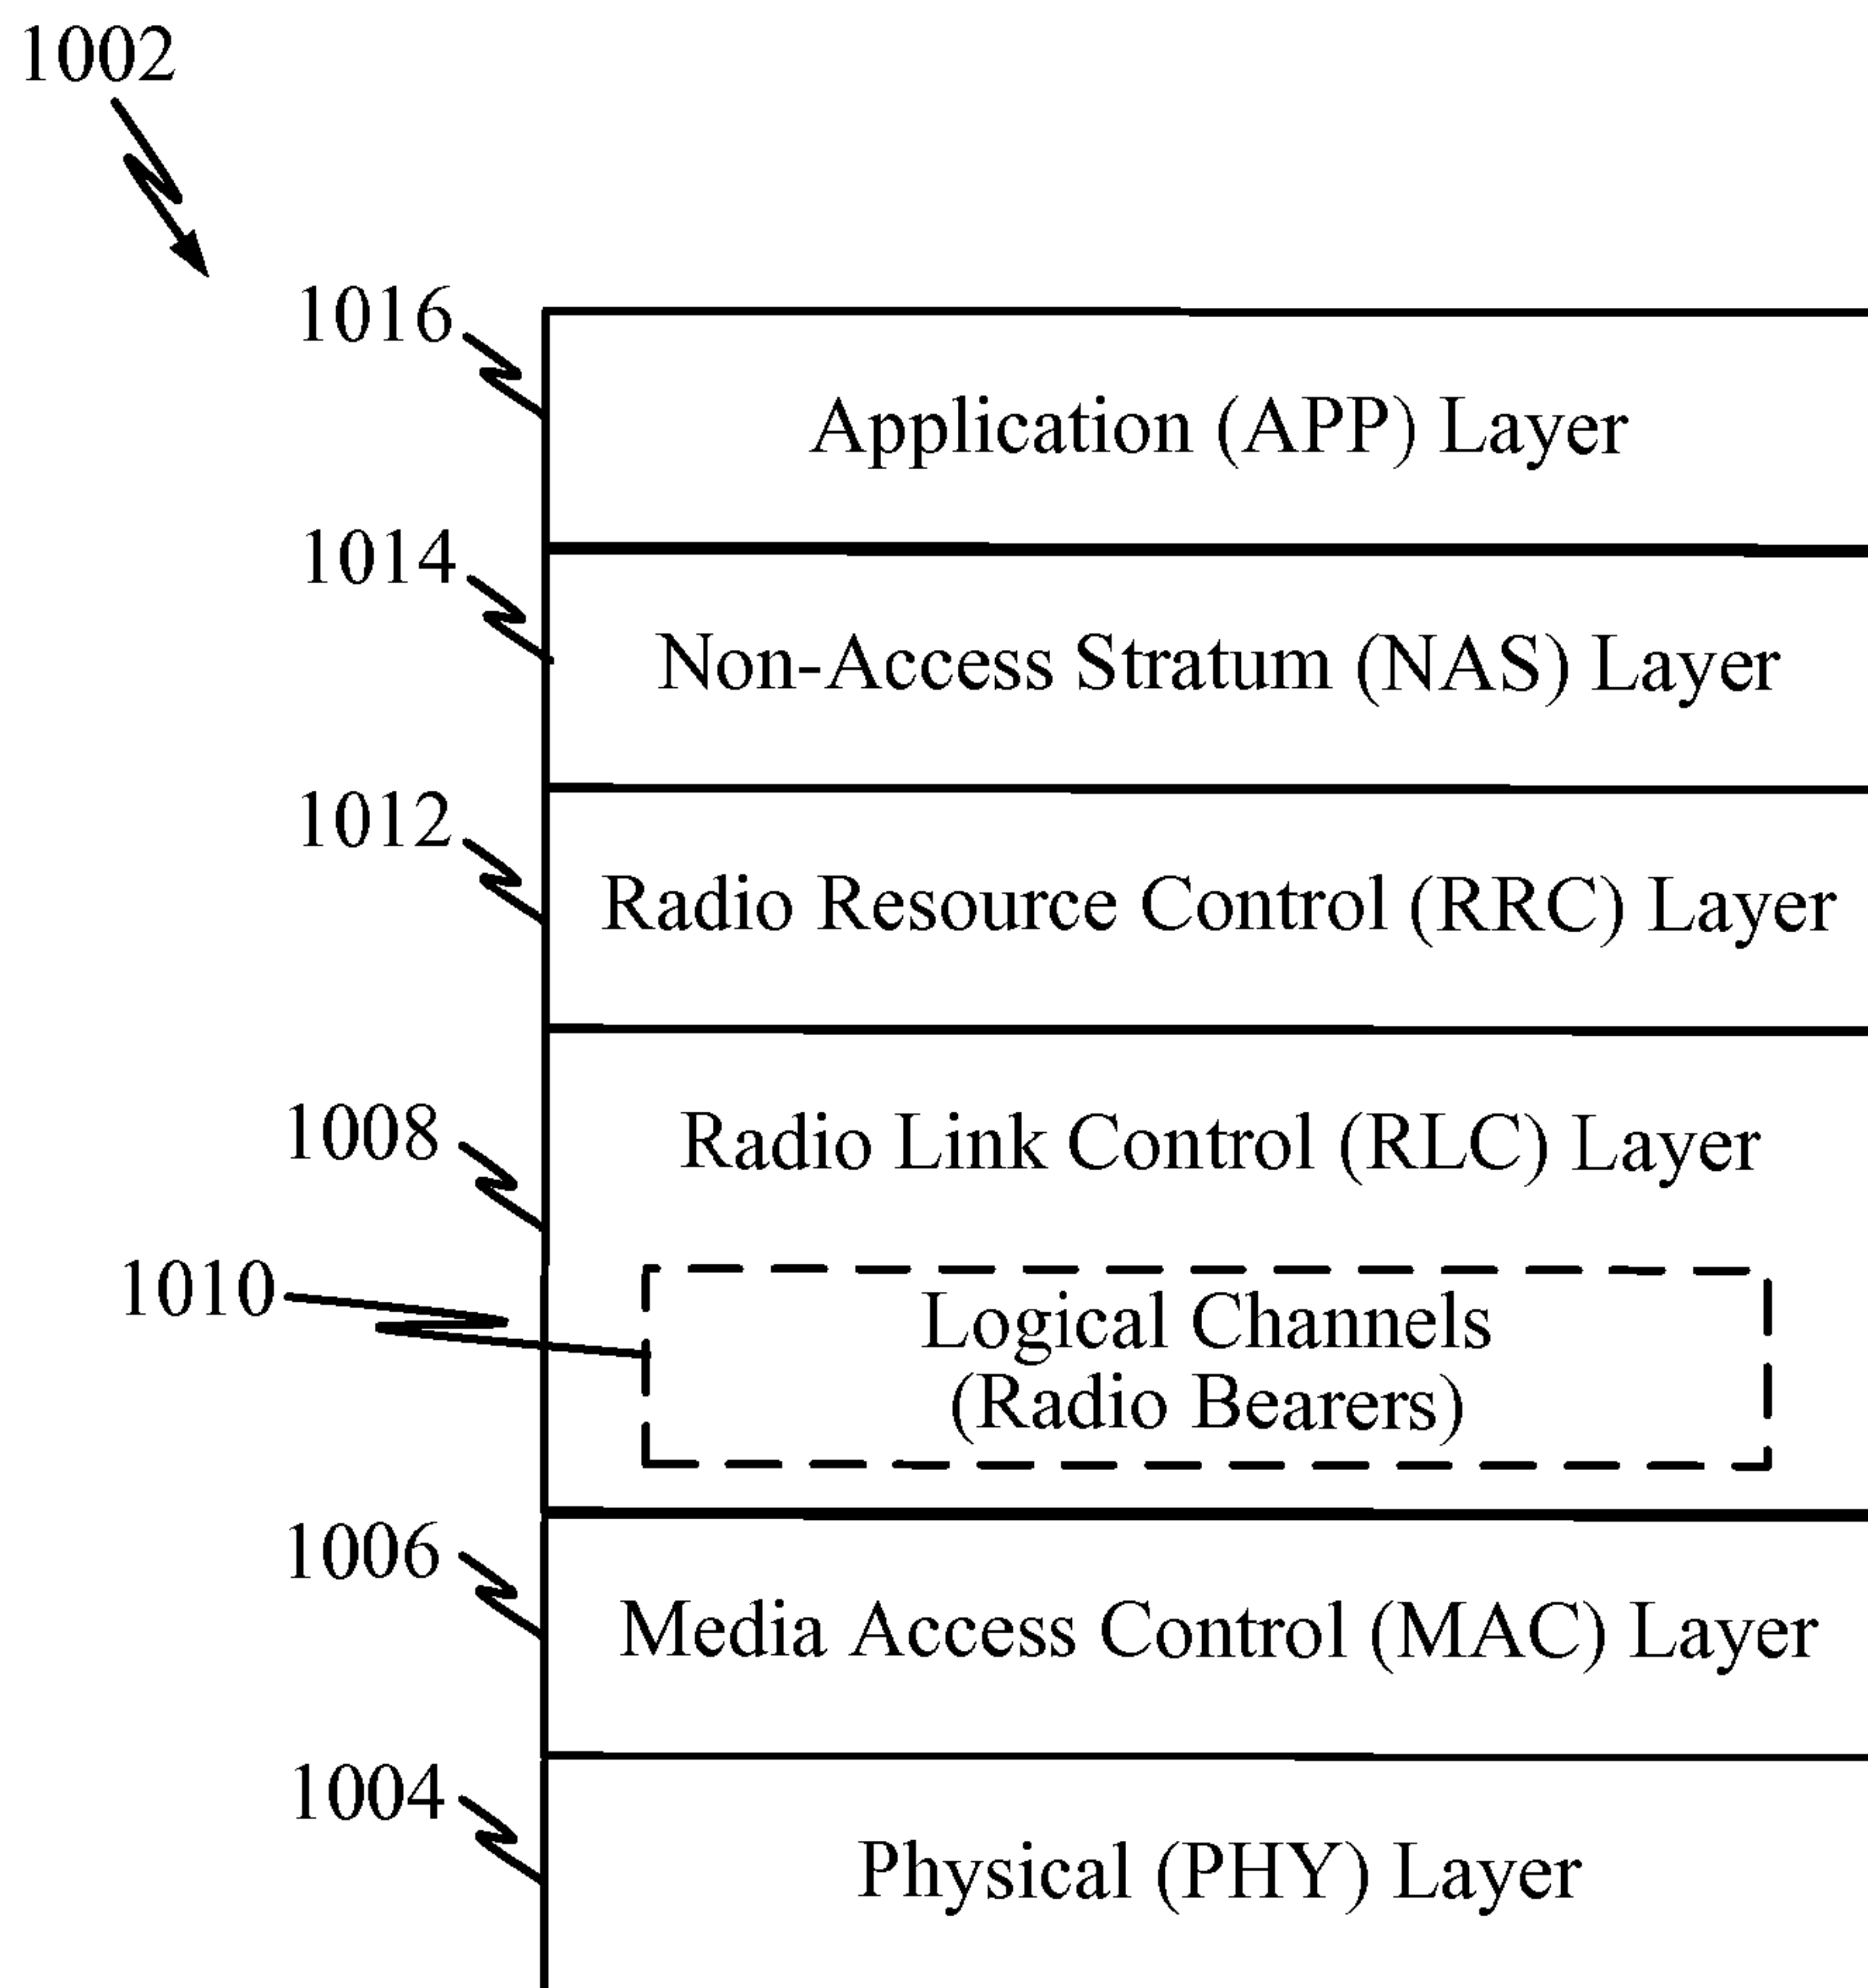 1002
1016
Application (APP) Layer
1014
Non-Access Stratum (NAS) Layer
1012
Radio Resource Control (RRC) Layer
1008
Radio Link Control (RLC) Layer
1010
Logical Channels
(Radio Bearers)
1006
Media Access Control (MAC) Layer
1004
Physical (PHY) Layer